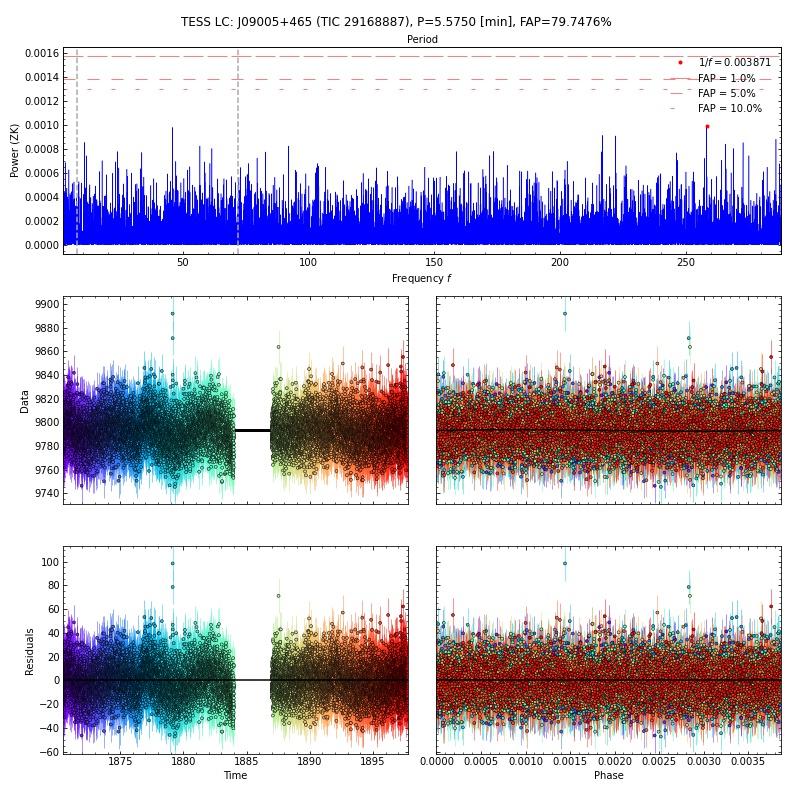 TESS LC: J09005+465 (TIC 29168887), P=5.5750 [min], FAP=79.7476%
Period
0.0016
0.0014
0.0012
0.0010
0.0008
0.0006
0.0004
0.0002
0.0000
Power (ZK)
1/f = 0.003871
FAP = 1.0%
FAP = 5.0%
FAP = 10.0%
50 100 150 200 250
Frequency f
9900
9880
9860
9840
9820
9800
9780
9760
9740
Data
100
80
60
40
20
0
−20
−40
−60
Residuals
1875 1880 1885 1890 1895
Time
0.0000 0.0005 0.0010 0.0015 0.0020 0.0025 0.0030 0.0035
Phase